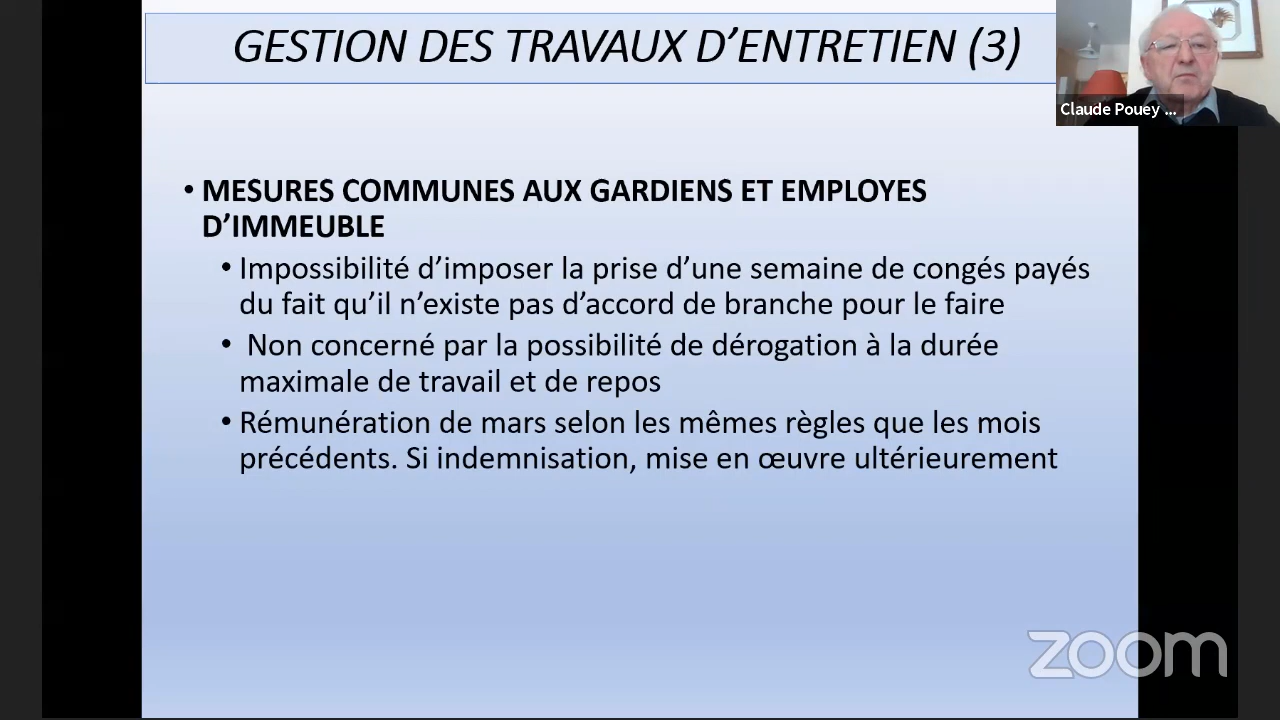 GESTION DES TRAVAUX D’ENTRETIEN (3)
Claude Pouey ...
• MESURES COMMUNES AUX GARDIENS ET EMPLOYES
D’IMMEUBLE
• Impossibilité d’imposer la prise d’une semaine de congés payés
du fait qu’il n’existe pas d’accord de branche pour le faire
• Non concerné par la possibilité de dérogation à la durée
maximale de travail et de repos
• Rémunération de mars selon les mêmes règles que les mois
précédents. Si indemnisation, mise en œuvre ultérieurement
zoom